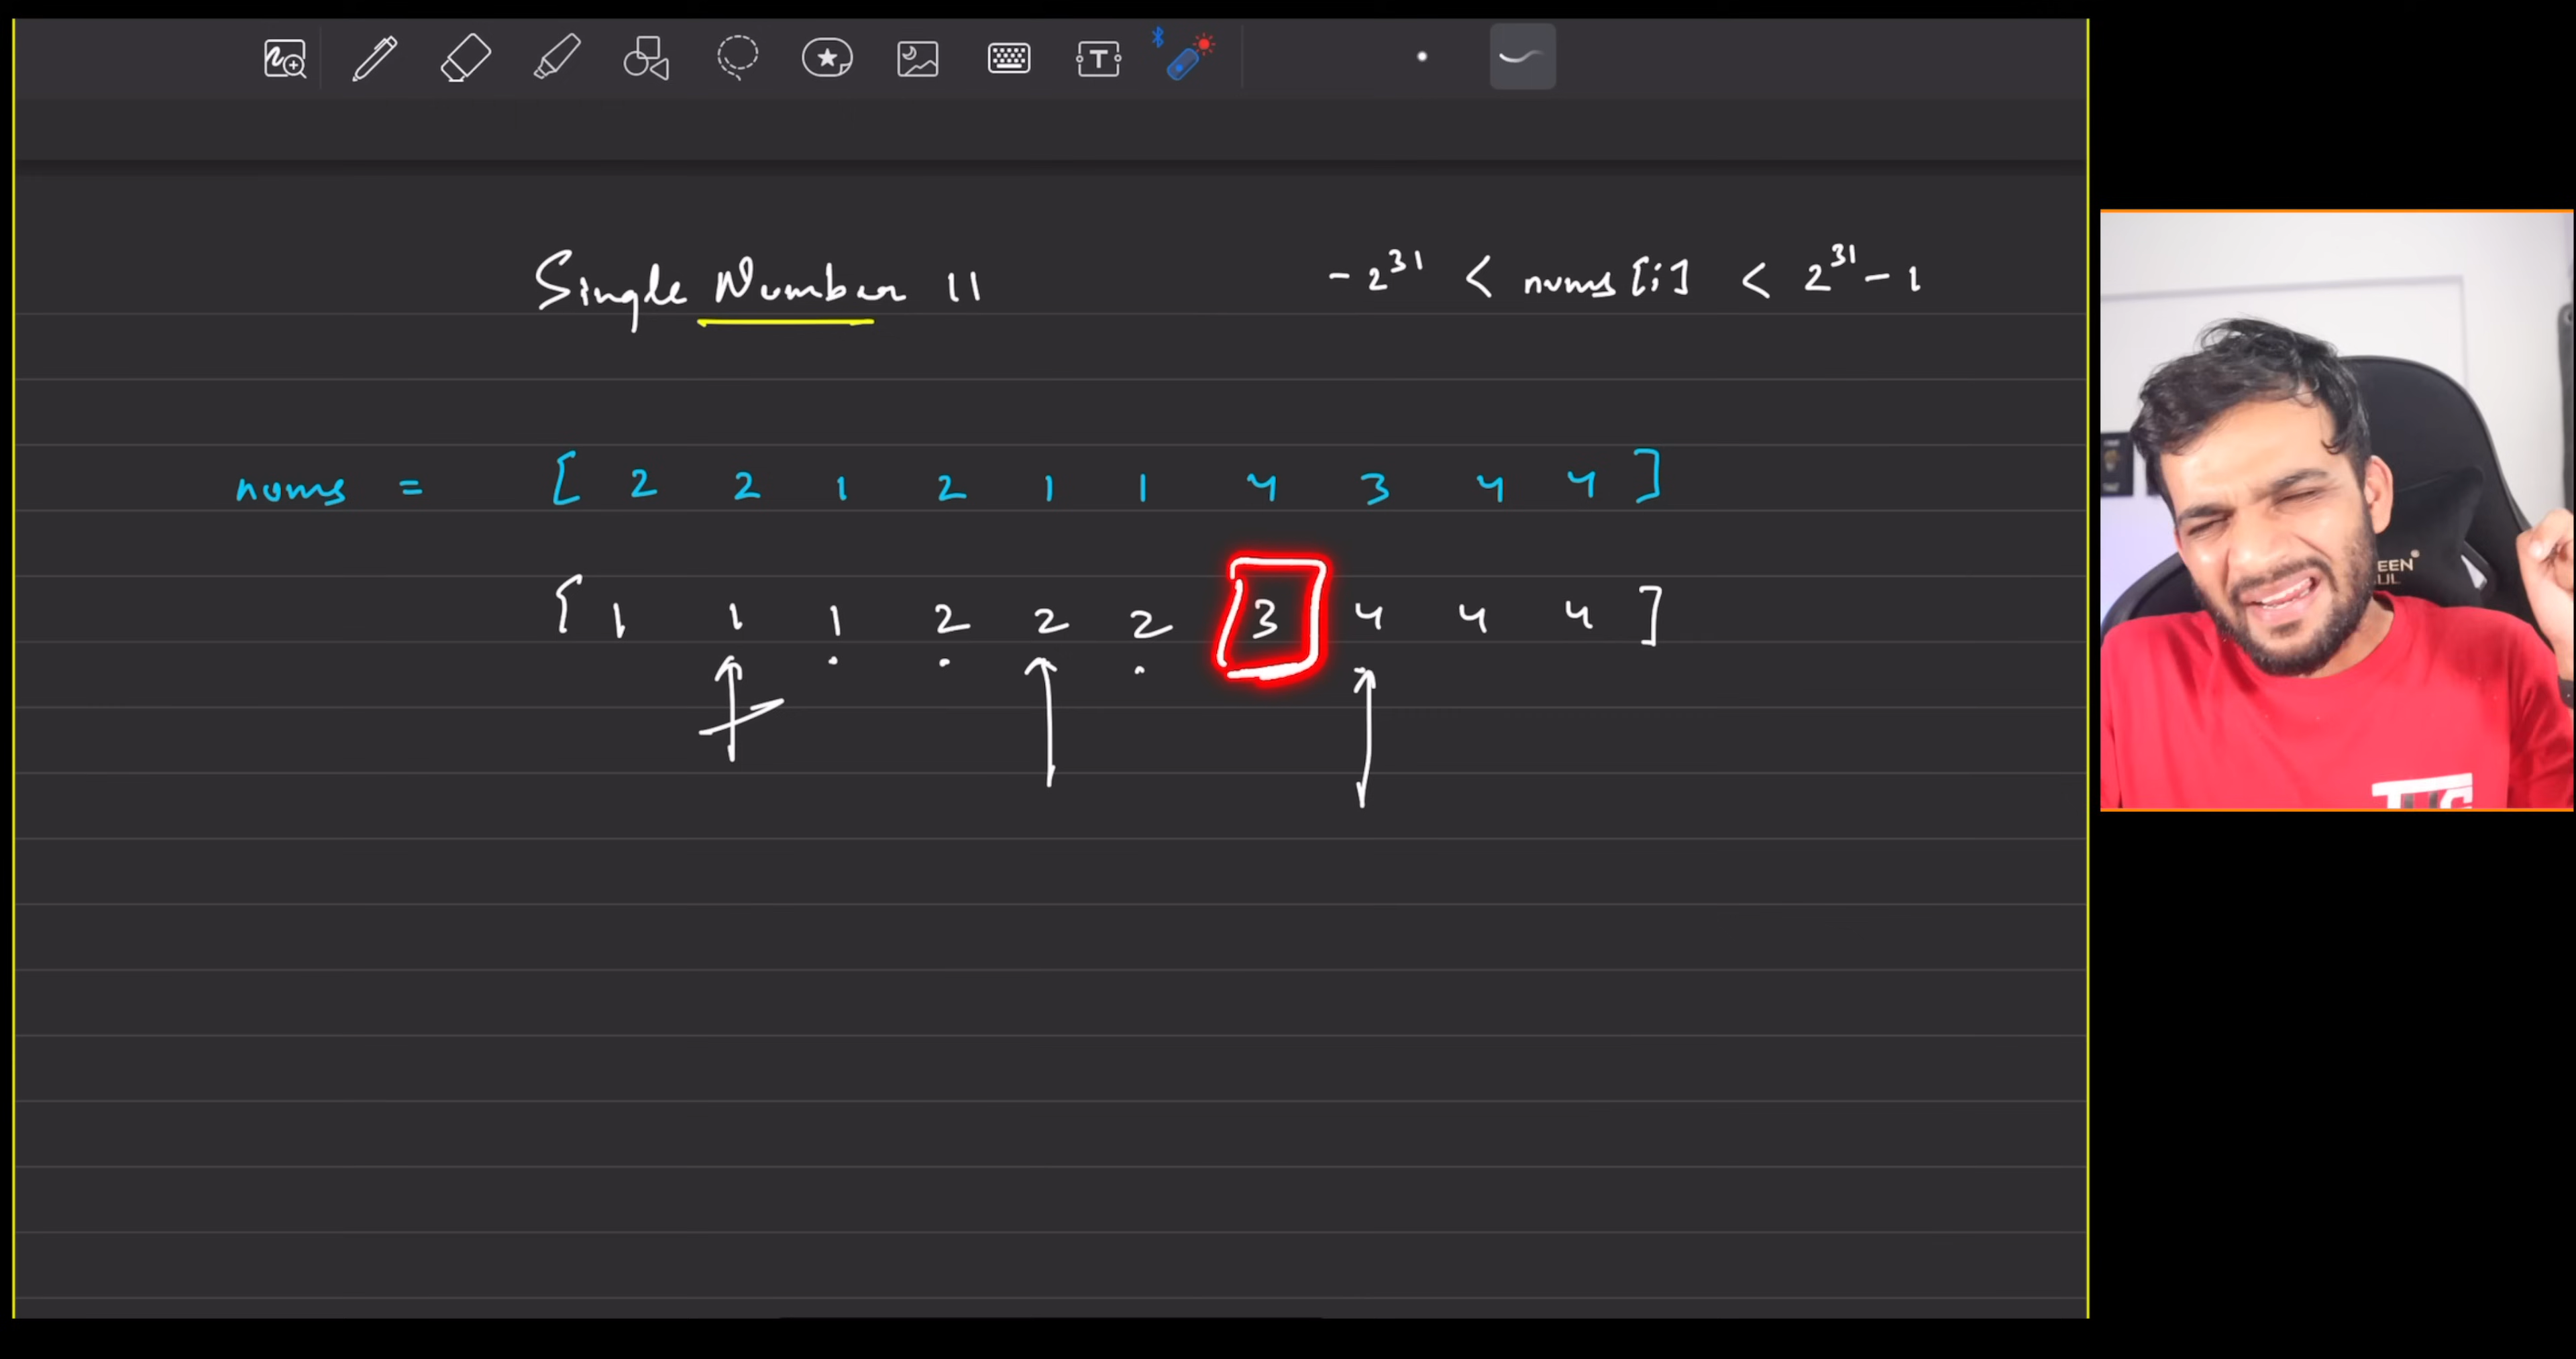 Single Number II
-2^31 < nums[i] < 2^31 - 1
nums = [ 2 2 1 2 1 1 4 3 4 4 ]
[ 1 1 1 2 2 2 3 4 4 4 ]
T